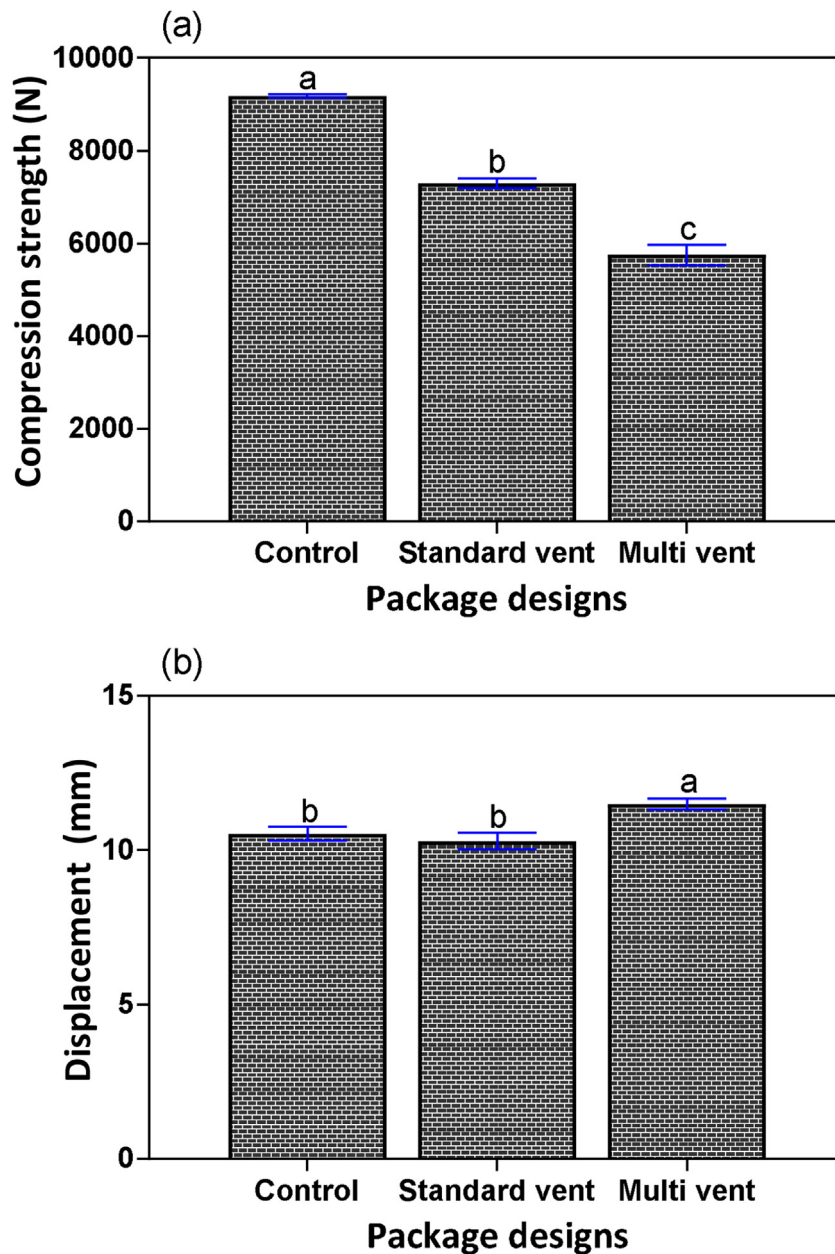 (a)
10000
8000
6000
4000
2000
0
Compression strength (N)
a
b
c
Control Standard vent Multi vent
Package designs
(b)
15
10
5
0
Displacement (mm)
b
b
a
Control Standard vent Multi vent
Package designs